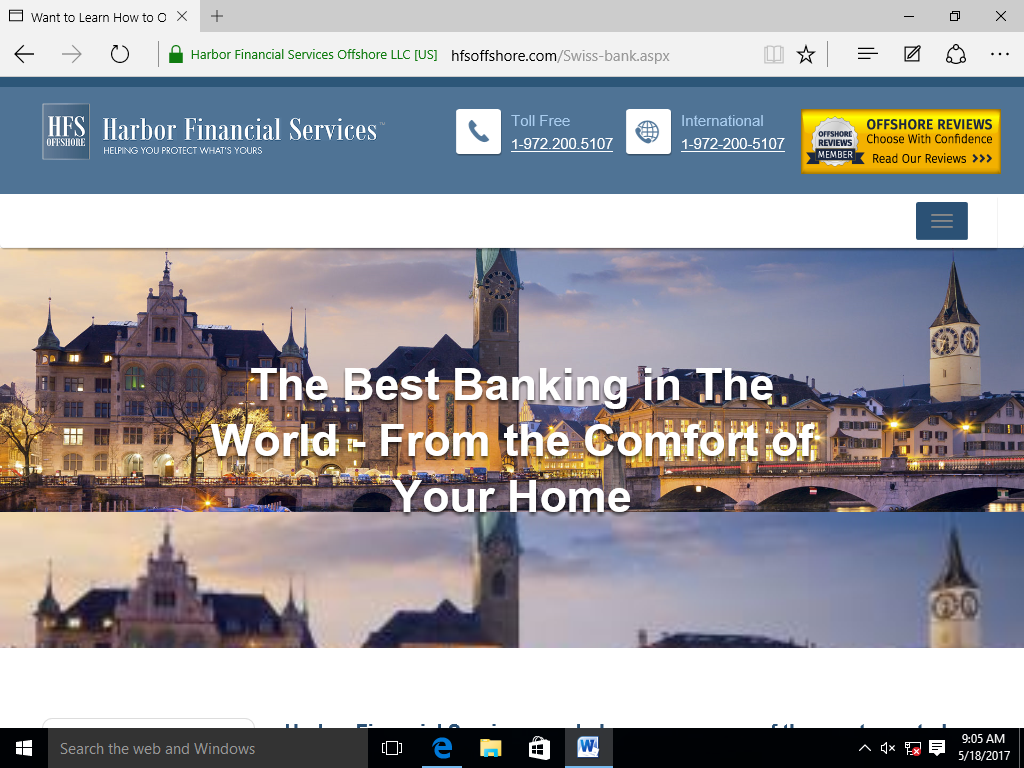 Want to Learn How to O
Harbor Financial Services Offshore LLC [US]
hfsoffshore.com/Swiss-bank.aspx
HFS
OFFSHORE
Harbor Financial Services™
HELPING YOU PROTECT WHAT'S YOURS
Toll Free
1-972.200.5107
International
1-972-200-5107
OFFSHORE
REVIEWS
MEMBER
OFFSHORE REVIEWS
Choose With Confidence
Read Our Reviews >>>
The Best Banking in The
World - From the Comfort of
Your Home
Search the web and Windows
9:05 AM
5/18/2017